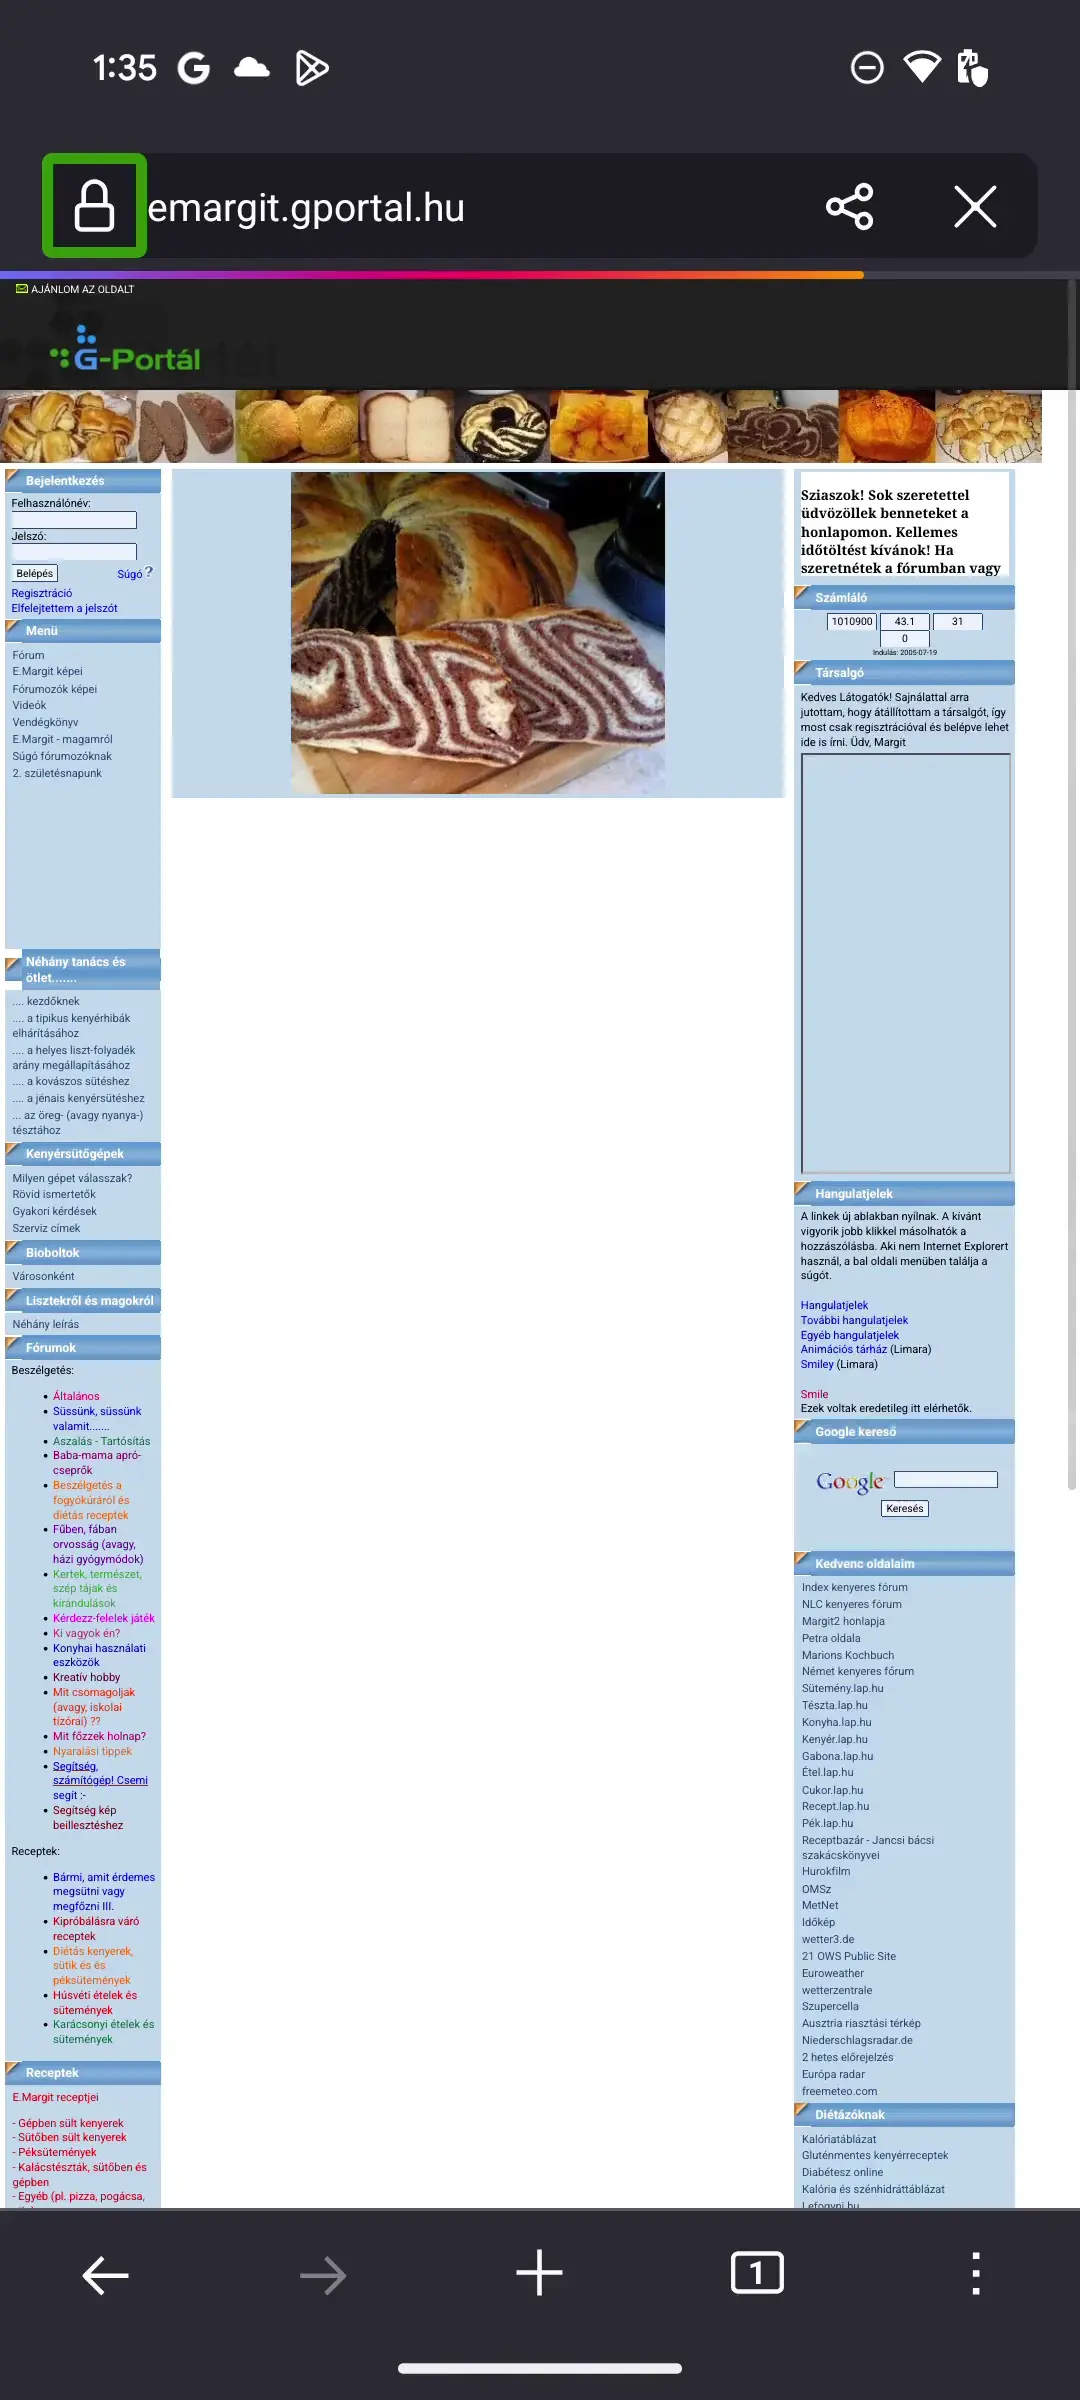 1:35
emargit.gportal.hu
AJÁNLOM AZ OLDALT
G-Portál
Bejelentkezés
Felhasználónév:
Jelszó:
Belépés
Súgó ?
Regisztráció
Elfelejtettem a jelszót
Menü
Fórum
E.Margit képei
Fórumozók képei
Videók
Vendégkönyv
E.Margit - magamról
Súgó fórumozóknak
2. születésnapunk
Néhány tanács és
ötlet.......
.... kezdőknek
.... a tipikus kenyérhibák
elhárításához
.... a helyes liszt-folyadék
arány megállapításához
.... a kovászos sütéshez
.... a jénais kenyérsütéshez
... az öreg- (avagy nyanya-)
tésztához
Kenyérsütőgépek
Milyen gépet válasszak?
Rövid ismertetők
Gyakori kérdések
Szerviz címek
Bioboltok
Városonként
Lisztekről és magokról
Néhány leírás
Fórumok
Beszélgetés:
Általános
Süssünk, süssünk
valamit.......
Aszalás - Tartósítás
Baba-mama apró-
cseprők
Beszélgetés a
fogyókúráról és
diétás receptek
Fűben, fában
orvosság (avagy,
házi gyógymódok)
Kertek, természet,
szép tájak és
kirándulások
Kérdezz-felelek játék
Ki vagyok én?
Konyhai használati
eszközök
Kreatív hobby
Mit csomagoljak
(avagy, iskolai
tízórai) ??
Mit főzzek holnap?
Nyaralási tippek
Segítség,
számítógép! Csemi
segít :-
Segítség kép
beillesztéshez
Receptek:
Bármi, amit érdemes
megsütni vagy
megfőzni III.
Kipróbálásra váró
receptek
Diétás kenyerek,
sütik és és
péksütemények
Húsvéti ételek és
sütemények
Karácsonyi ételek és
sütemények
Receptek
E.Margit receptjei
- Gépben sült kenyerek
- Sütőben sült kenyerek
- Péksütemények
- Kalácstészták, sütőben és
gépben
- Egyéb (pl. pizza, pogácsa,
Sziasztok! Sok szeretettel
üdvözöllek benneteket a
honlapomon. Kellemes
időtöltést kívánok! Ha
szeretnétek a fórumban vagy
Számláló
1010900 43.1 31
0
Indulás: 2005-07-19
Társalgó
Kedves Látogatók! Sajnálattal arra
jutottam, hogy átállítottam a társalgót, így
most csak regisztrációval és belépve lehet
ide is írni. Üdv, Margit
Hangulatjelek
A linkek új ablakban nyílnak. A kívánt
vigyorik jobb klikkel másolhatók a
hozzászólásba. Aki nem Internet Explorert
használ, a bal oldali menüben találja a
súgót.
Hangulatjelek
További hangulatjelek
Egyéb hangulatjelek
Animációs tárház (Limara)
Smiley (Limara)
Smile
Ezek voltak eredetileg itt elérhetők.
Google kereső
Google
Keresés
Kedvenc oldalaim
Index kenyeres fórum
NLC kenyeres fórum
Margit2 honlapja
Petra oldala
Marions Kochbuch
Német kenyeres fórum
Sütemény.lap.hu
Tészta.lap.hu
Konyha.lap.hu
Kenyér.lap.hu
Gabona.lap.hu
Étel.lap.hu
Cukor.lap.hu
Recept.lap.hu
Pék.lap.hu
Receptbazár - Jancsi bácsi
szakácskönyvei
Hurokfilm
OMSz
MetNet
Időkép
wetter3.de
21 OWS Public Site
Euroweather
wetterzentrale
Szupercella
Ausztria riasztási térkép
Niederschlagsradar.de
2 hetes előrejelzés
Európa radar
freemeteo.com
Diétázóknak
Kalóriatáblázat
Gluténmentes kenyérreceptek
Diabétesz online
Kalória és szénhidráttáblázat
Lefogyni.hu
1